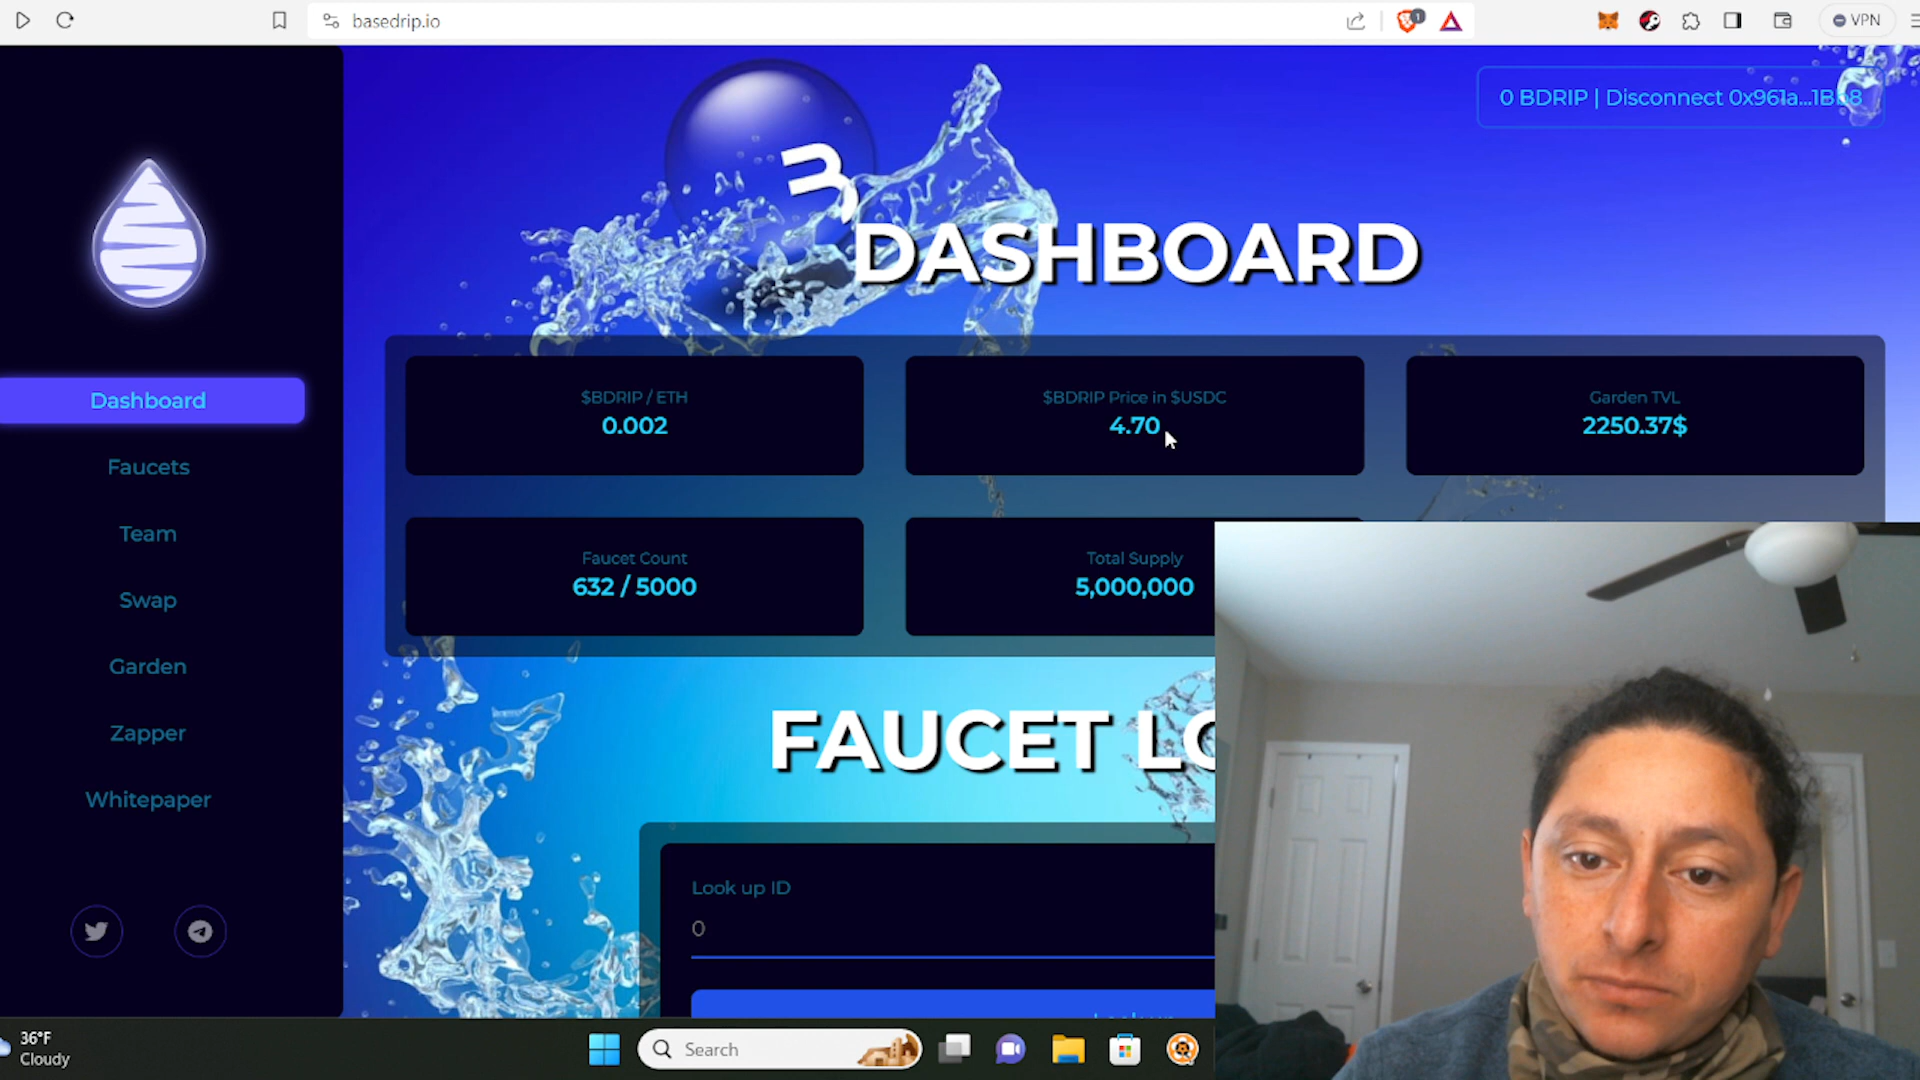 basedrip.io
1
VPN
0 BDRIP | Disconnect 0x961a...1Bb8
DASHBOARD
$BDRIP / ETH
0.002
$BDRIP Price in $USDC
4.70
Garden TVL
2250.37$
Faucet Count
632 / 5000
Total Supply
5,000,000
Dashboard
Faucets
Team
Swap
Garden
Zapper
Whitepaper
FAUCET LO
Look up ID
0
36°F
Cloudy
Search